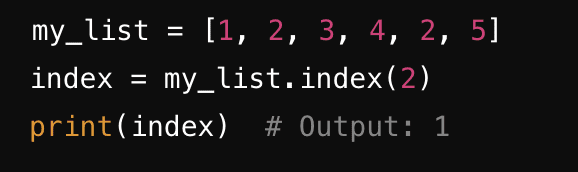 my_list = [1, 2, 3, 4, 2, 5]
index = my_list.index(2)
print(index)  # Output: 1